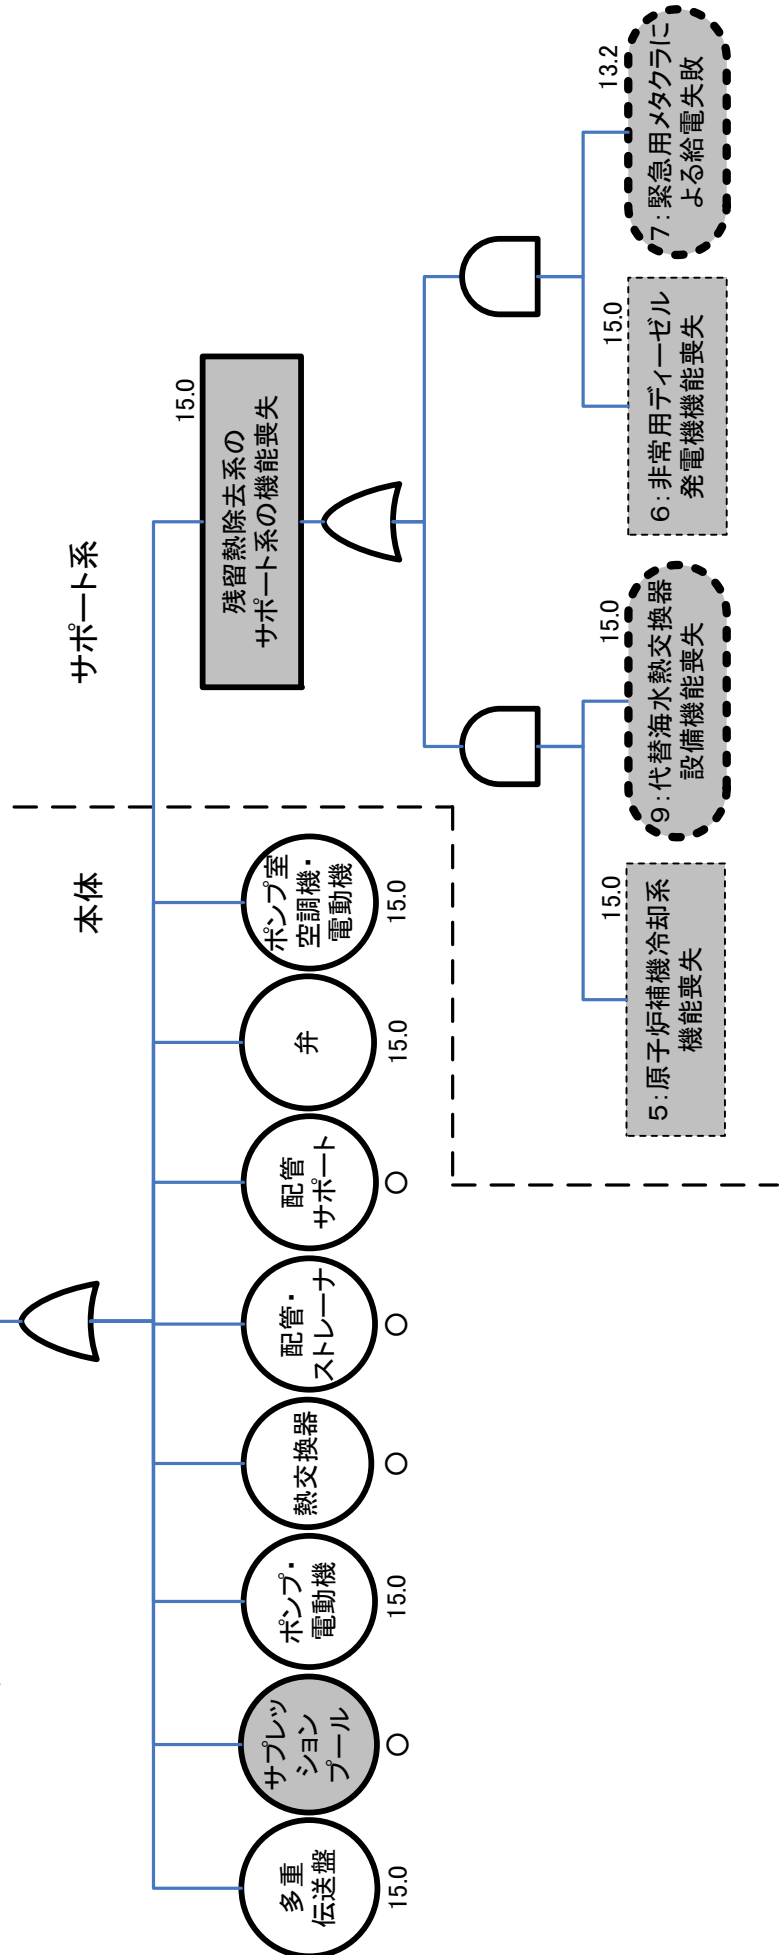 本体
サポート系
多重
伝送盤
15.0
サプレッ
ション
プール
○
ポンプ・
電動機
15.0
熱交換器
○
配管・
ストレーナ
○
配管
サポート
○
弁
15.0
ポンプ室
空調機・
電動機
15.0
15.0
残留熱除去系の
サポート系の機能喪失
15.0
5:原子炉補機冷却系
機能喪失
15.0
9:代替海水熱交換器
設備機能喪失
15.0
6:非常用ディーゼル
発電機機能喪失
13.2
7:緊急用メタクラに
よる給電失敗